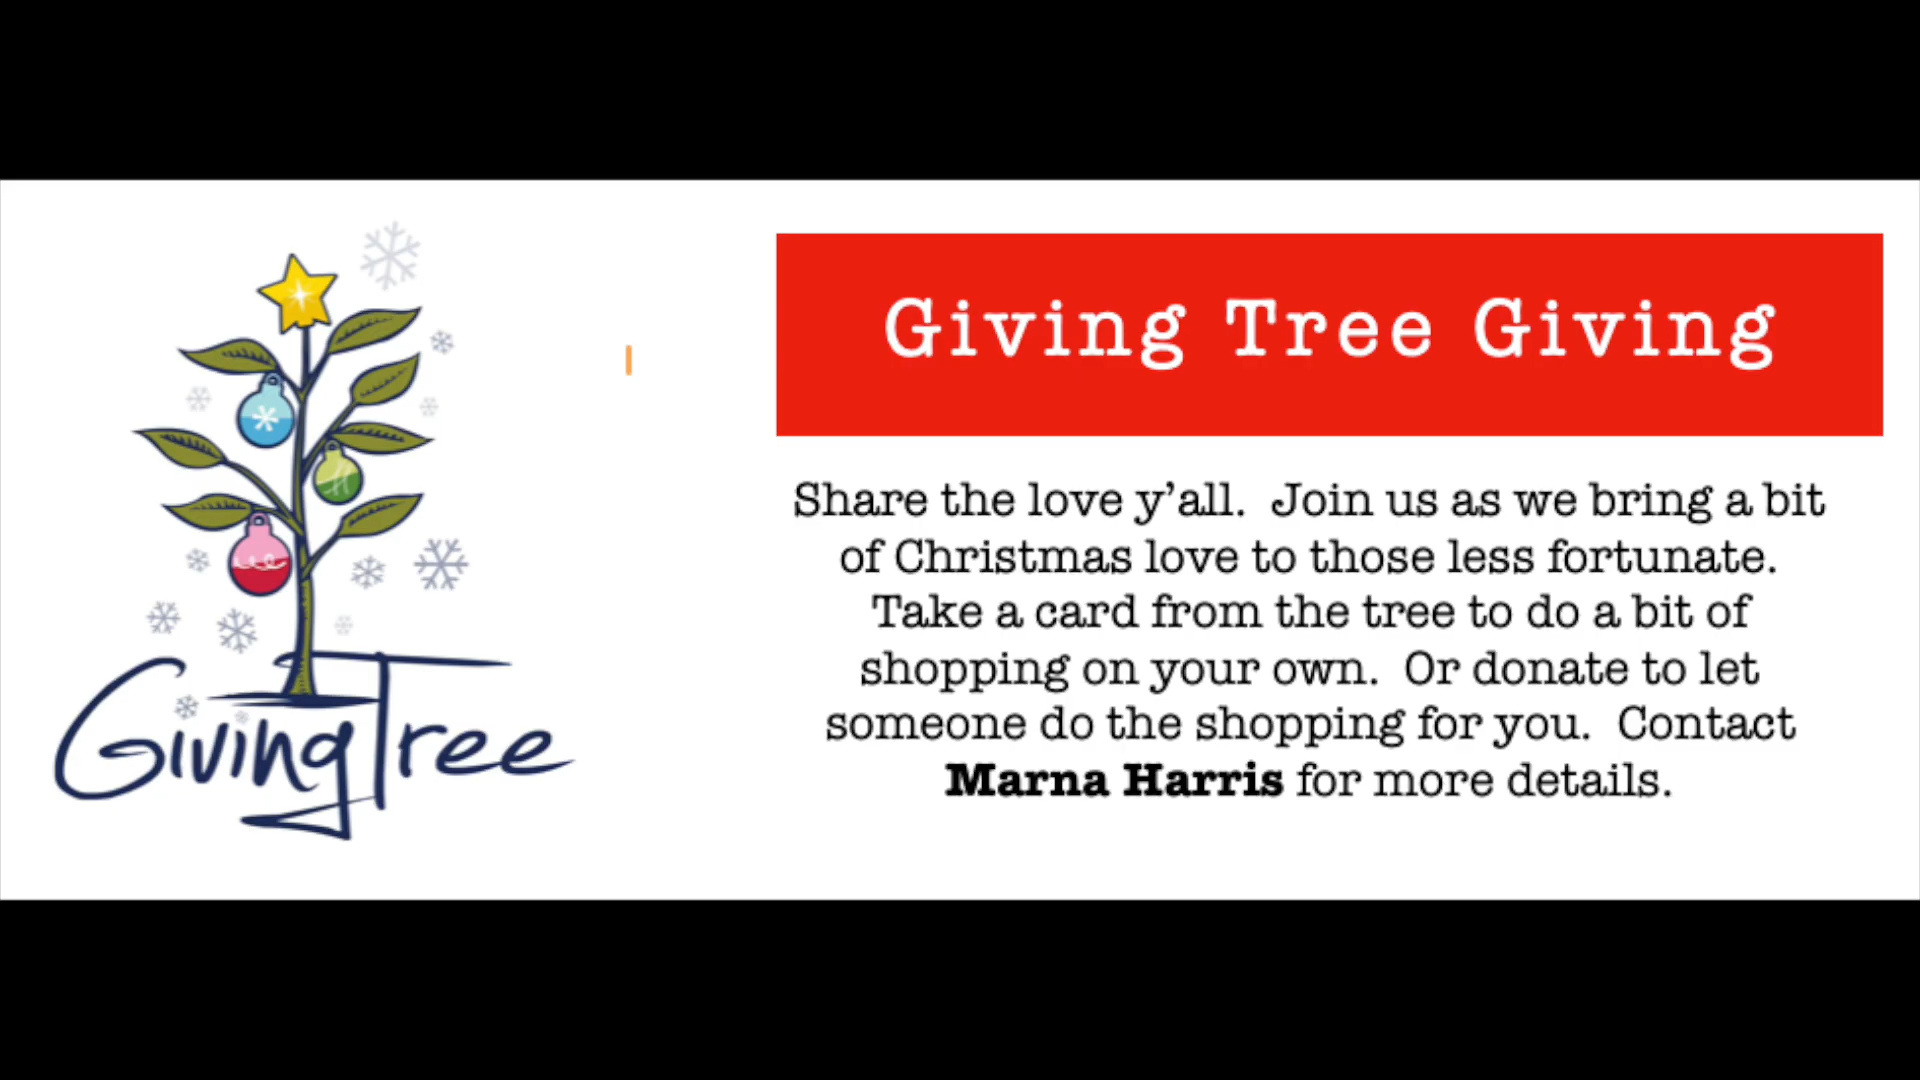 Giving Tree
Giving Tree Giving
Share the love y’all.  Join us as we bring a bit
of Christmas love to those less fortunate.
Take a card from the tree to do a bit of
shopping on your own.  Or donate to let
someone do the shopping for you.  Contact
Marna Harris for more details.